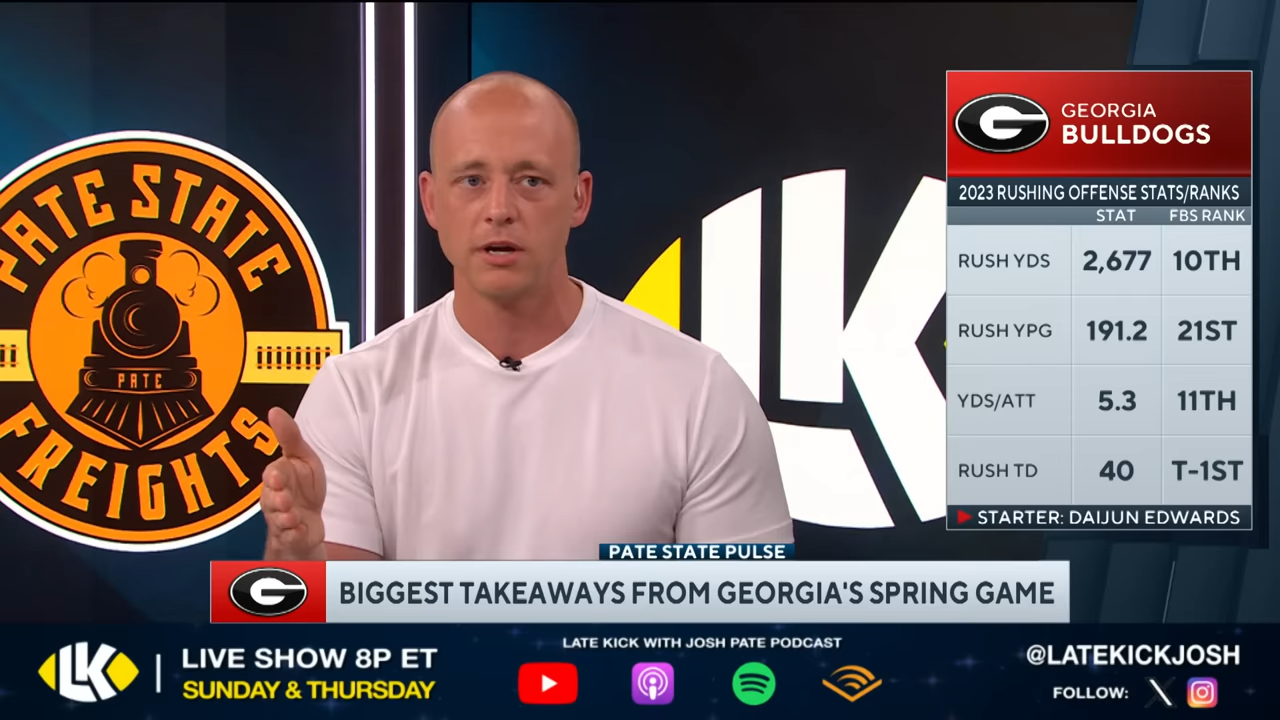 PATE STATE
PATE
FREIGHTS
LK
G
GEORGIA
BULLDOGS
2023 RUSHING OFFENSE STATS/RANKS
STAT FBS RANK
RUSH YDS 2,677 10TH
RUSH YPG 191.2 21ST
YDS/ATT 5.3 11TH
RUSH TD 40 T-1ST
STARTER: DAIJUN EDWARDS
PATE STATE PULSE
G BIGGEST TAKEAWAYS FROM GEORGIA'S SPRING GAME
LK
LIVE SHOW 8P ET
SUNDAY & THURSDAY
LATE KICK WITH JOSH PATE PODCAST
@LATEKICKJOSH
FOLLOW: X